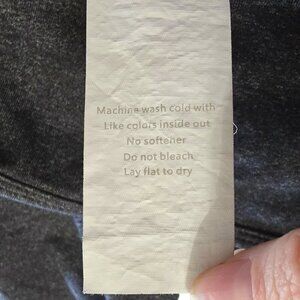 Machine wash cold with
Like colors inside out
No softener
Do not bleach
Lay flat to dry